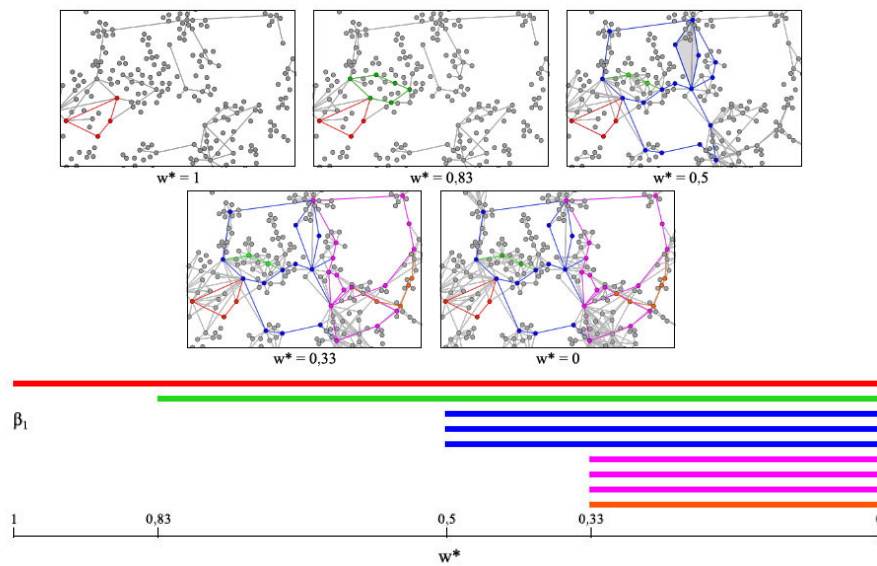 w* = 1
w* = 0,83
w* = 0,5
w* = 0,33
w* = 0
β₁
1 0,83 0,5 0,33
w*